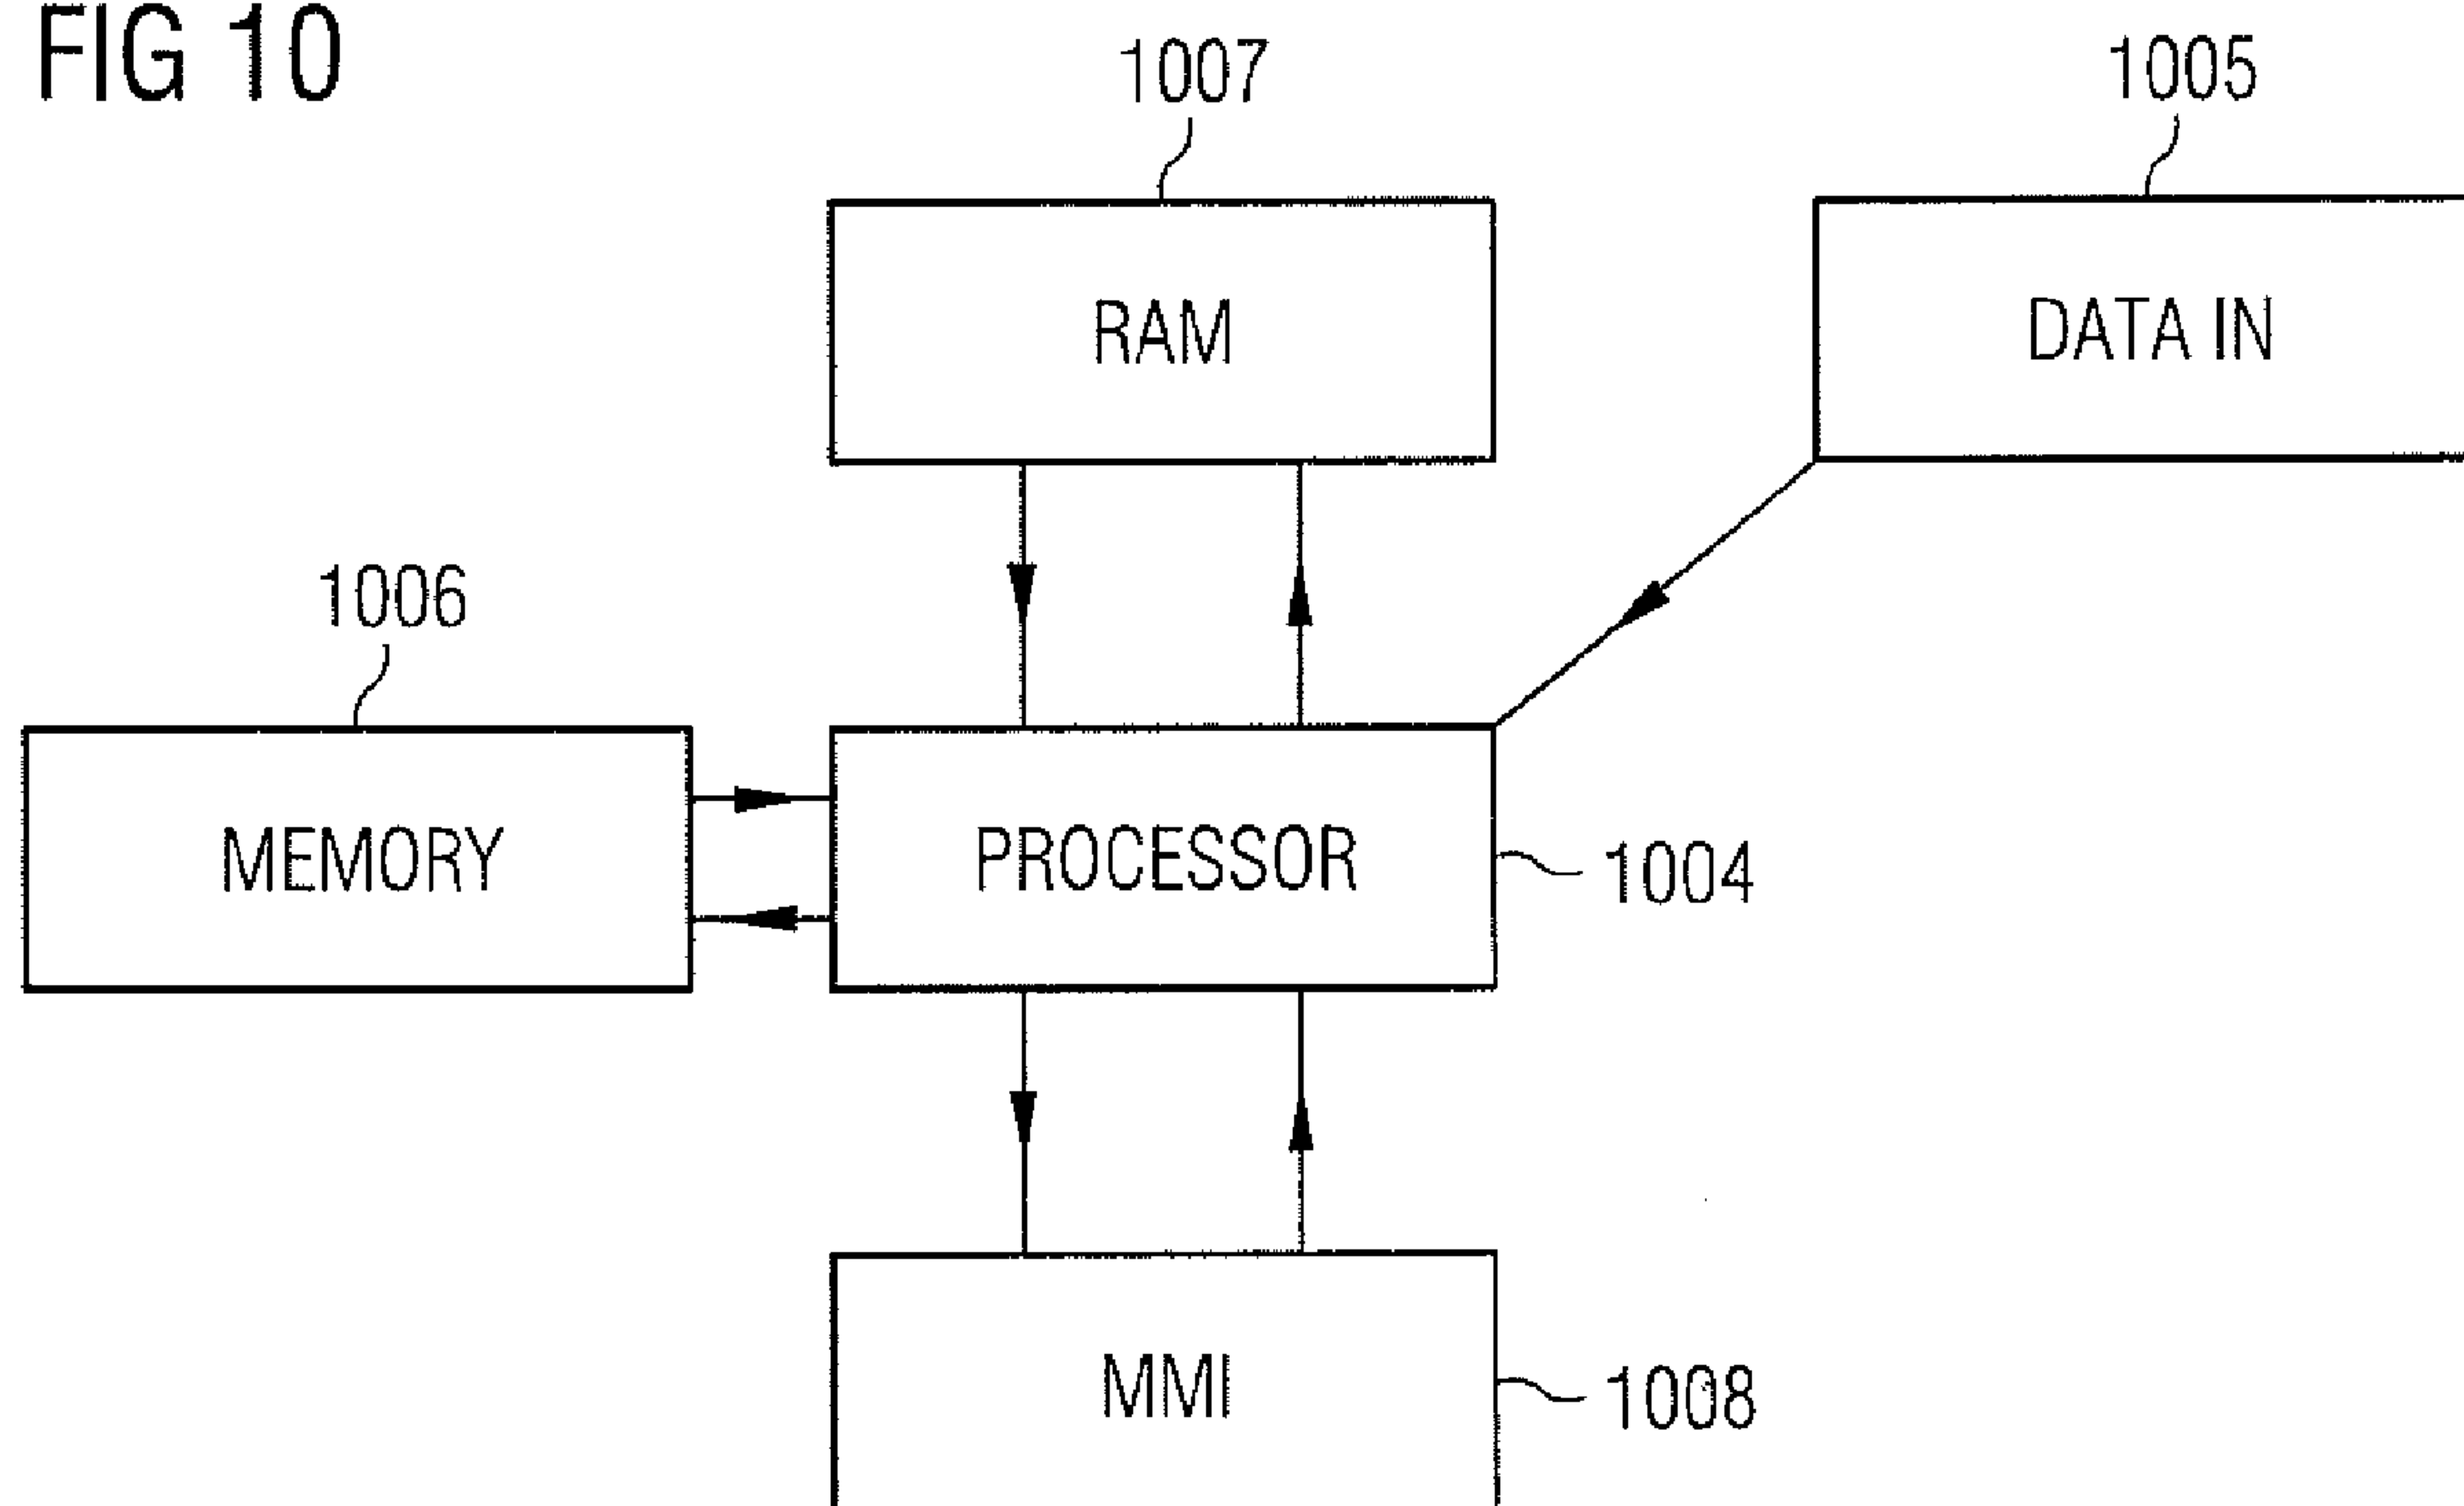 FIG 10
1007
1005
RAM
DATA IN
1006
MEMORY
PROCESSOR
1004
MMI
1008